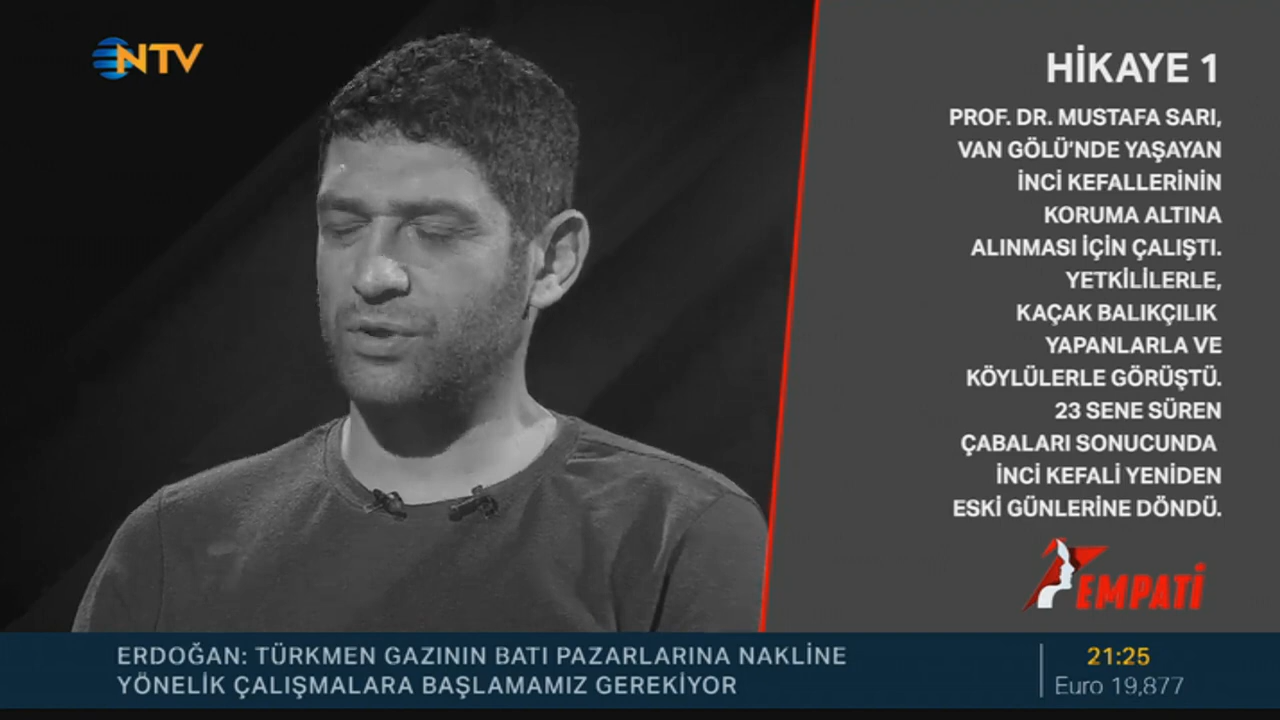 NTV
HİKAYE 1
PROF. DR. MUSTAFA SARI,
VAN GÖLÜ'NDE YAŞAYAN
İNCİ KEFALLERİNİN
KORUMA ALTINA
ALINMASI İÇİN ÇALIŞTI.
YETKİLİLERLE,
KAÇAK BALIKÇILIK
YAPANLARLA VE
KÖYLÜLERLE GÖRÜŞTÜ.
23 SENE SÜREN
ÇABALARI SONUCUNDA
İNCİ KEFALİ YENİDEN
ESKİ GÜNLERİNE DÖNDÜ.
EMPATİ
ERDOĞAN: TÜRKMEN GAZININ BATI PAZARLARINA NAKLİNE
YÖNELİK ÇALIŞMALARA BAŞLAMAMIZ GEREKİYOR
21:25
Euro 19,877